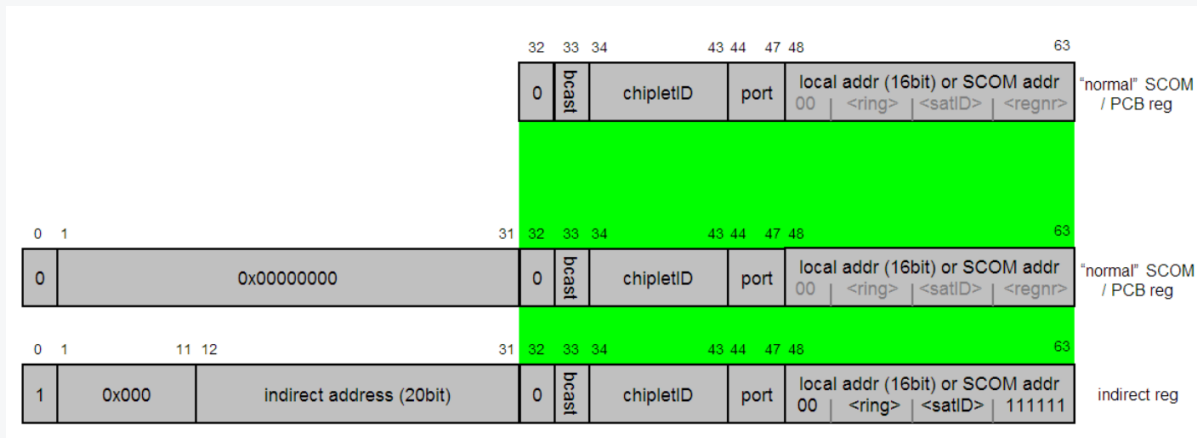 32 33 34 43 44 47 48 63
0 bcast chipletID port local addr (16bit) or SCOM addr
00 | <ring> | <satID> | <regnr>
"normal" SCOM
/ PCB reg
0 1 31 32 33 34 43 44 47 48 63
0 0x00000000 0 bcast chipletID port local addr (16bit) or SCOM addr
00 | <ring> | <satID> | <regnr>
"normal" SCOM
/ PCB reg
0 1 11 12 31 32 33 34 43 44 47 48 63
1 0x000 indirect address (20bit) 0 bcast chipletID port local addr (16bit) or SCOM addr
00 | <ring> | <satID> | 111111
indirect reg